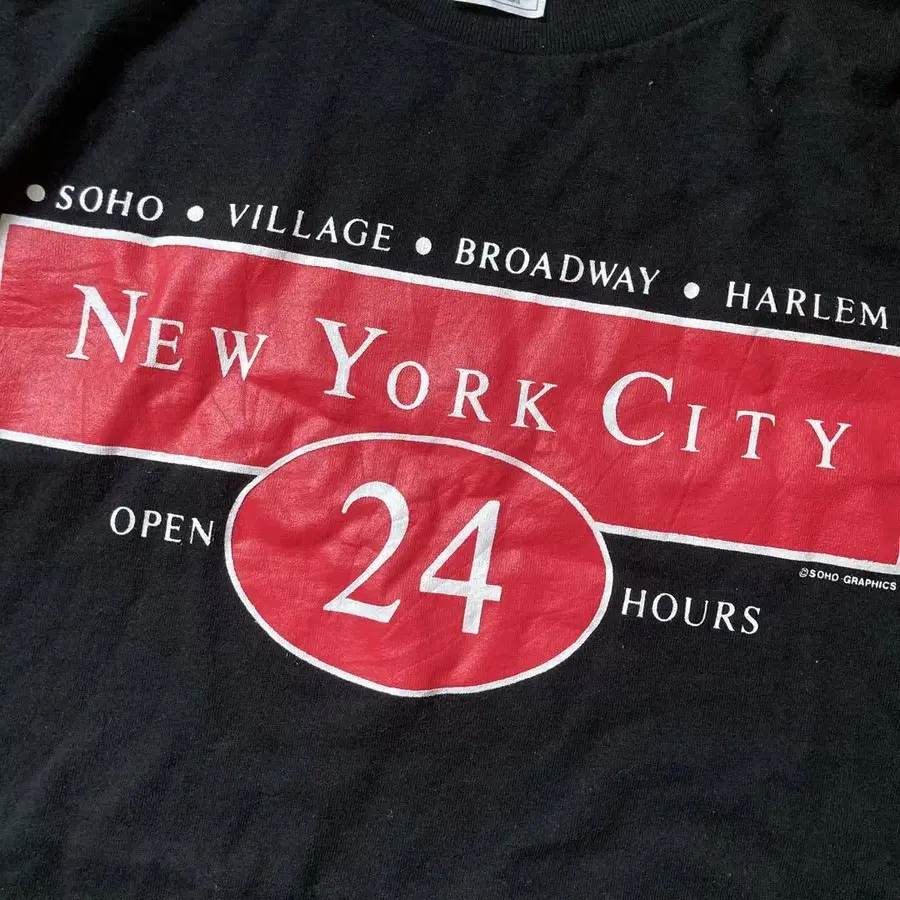 • SOHO • VILLAGE • BROADWAY • HARLEM
NEW YORK CITY
OPEN 24 HOURS
©SOHO-GRAPHICS